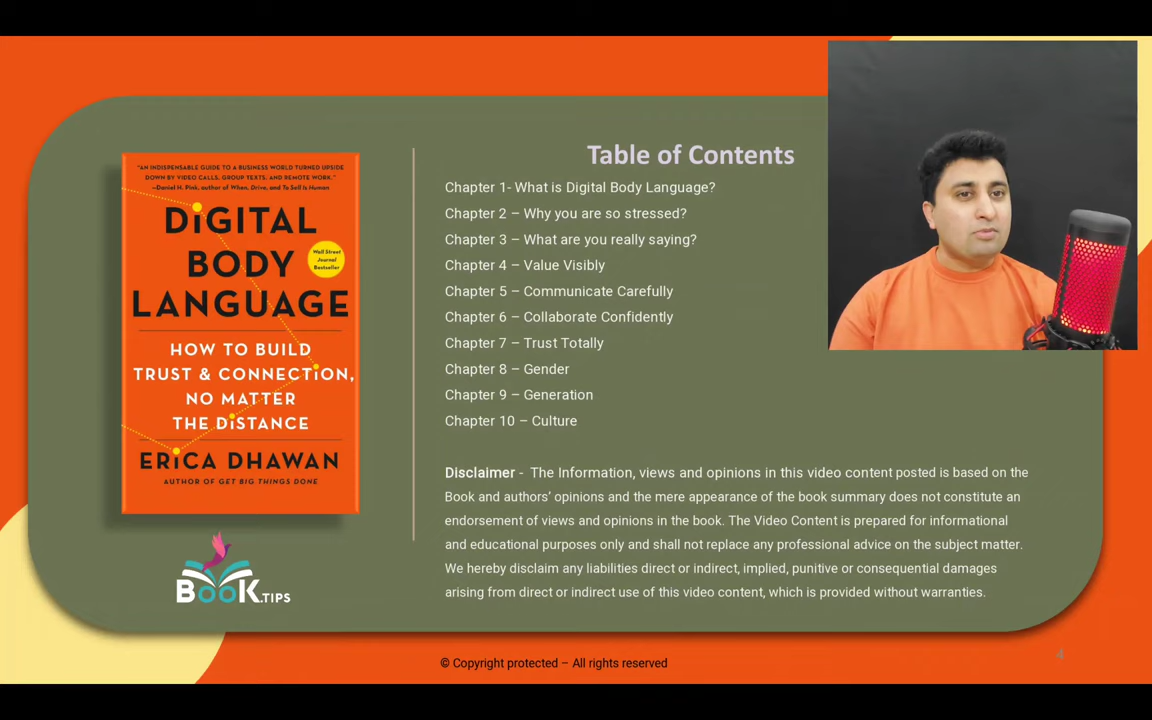 "AN INDISPENSABLE GUIDE TO A BUSINESS WORLD TURNED UPSIDE
DOWN BY VIDEO CALLS, GROUP TEXTS, AND REMOTE WORK."
—Daniel H. Pink, author of When, Drive, and To Sell Is Human
DiGITAL
BODY
LANGUAGE
Wall Street
Journal
Bestseller
HOW TO BUILD
TRUST & CONNECTiON,
NO MATTER
THE DiSTANCE
ERiCA DHAWAN
AUTHOR OF GET BIG THINGS DONE
BOOK.TIPS
Table of Contents
Chapter 1- What is Digital Body Language?
Chapter 2 – Why you are so stressed?
Chapter 3 – What are you really saying?
Chapter 4 – Value Visibly
Chapter 5 – Communicate Carefully
Chapter 6 – Collaborate Confidently
Chapter 7 – Trust Totally
Chapter 8 – Gender
Chapter 9 – Generation
Chapter 10 – Culture
Disclaimer - The Information, views and opinions in this video content posted is based on the
Book and authors' opinions and the mere appearance of the book summary does not constitute an
endorsement of views and opinions in the book. The Video Content is prepared for informational
and educational purposes only and shall not replace any professional advice on the subject matter.
We hereby disclaim any liabilities direct or indirect, implied, punitive or consequential damages
arising from direct or indirect use of this video content, which is provided without warranties.
© Copyright protected – All rights reserved
4